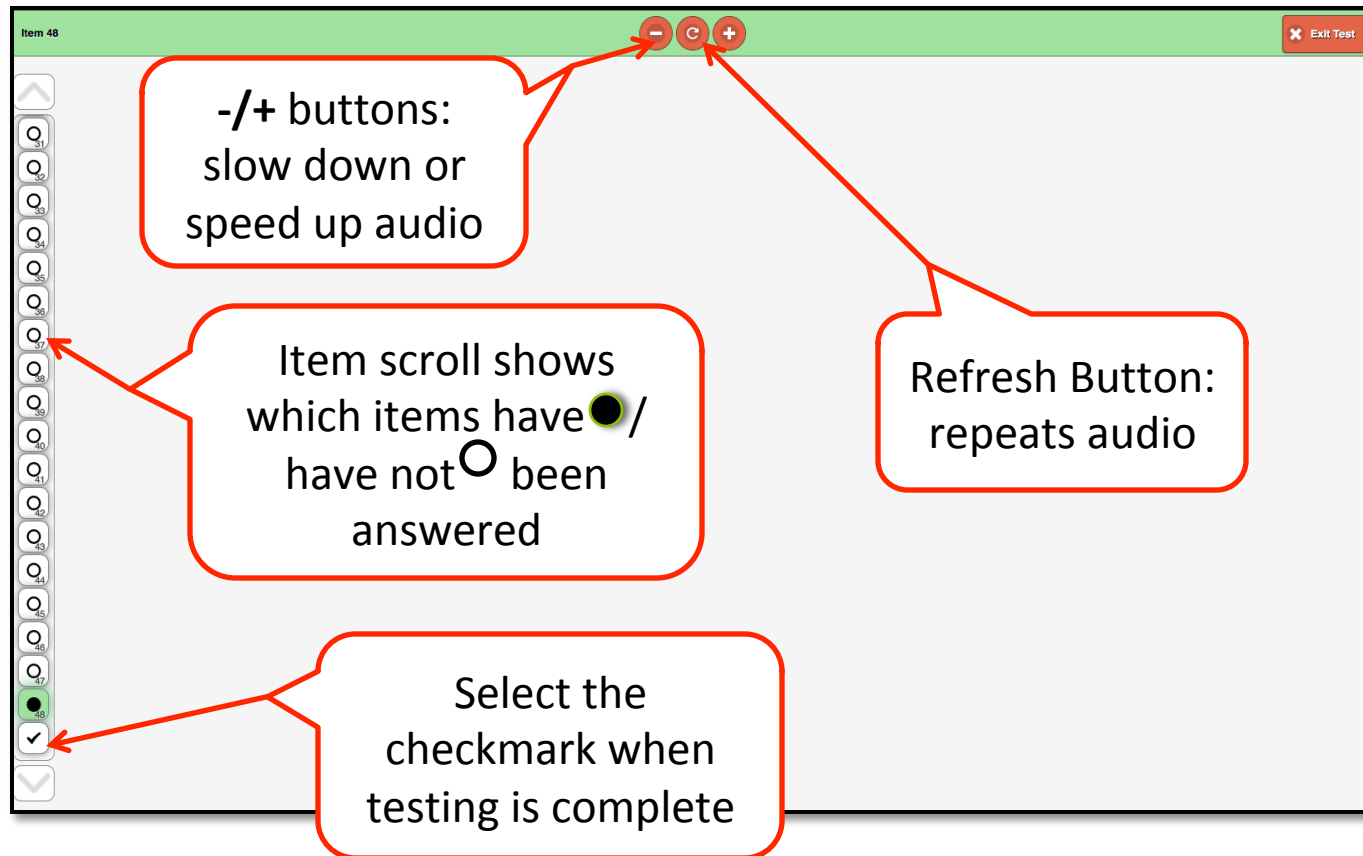 Item 48
Exit Test
-/+ buttons:
slow down or
speed up audio
31
32
33
34
35
36
37
38
39
40
41
42
43
44
45
46
47
48
Item scroll shows
which items have ●/
have not ○ been
answered
Refresh Button:
repeats audio
Select the
checkmark when
testing is complete